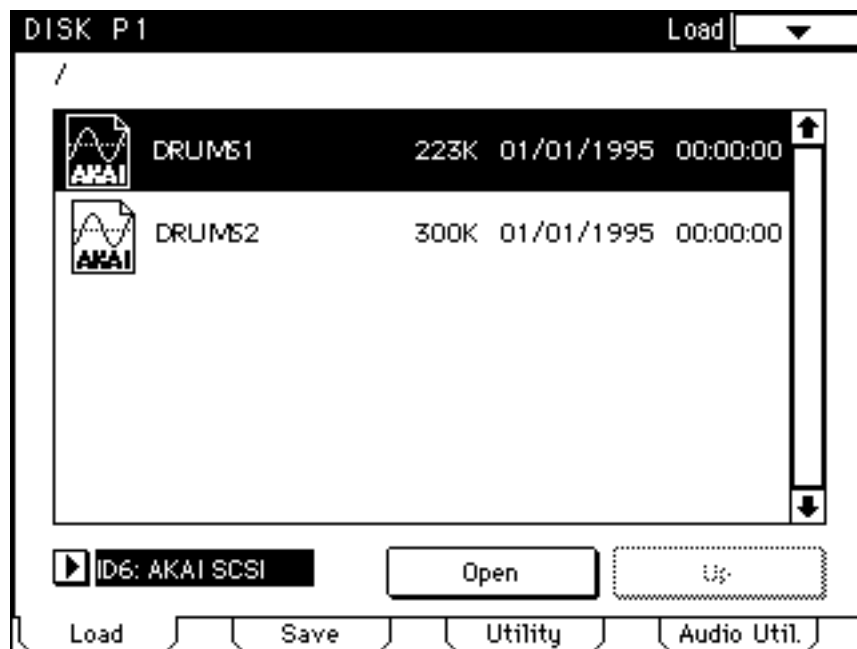 DISK P1 Load
/
AKAI DRUMS1 223K 01/01/1995 00:00:00
AKAI DRUMS2 300K 01/01/1995 00:00:00
ID6: AKAI SCSI Open Up
Load Save Utility Audio Util.